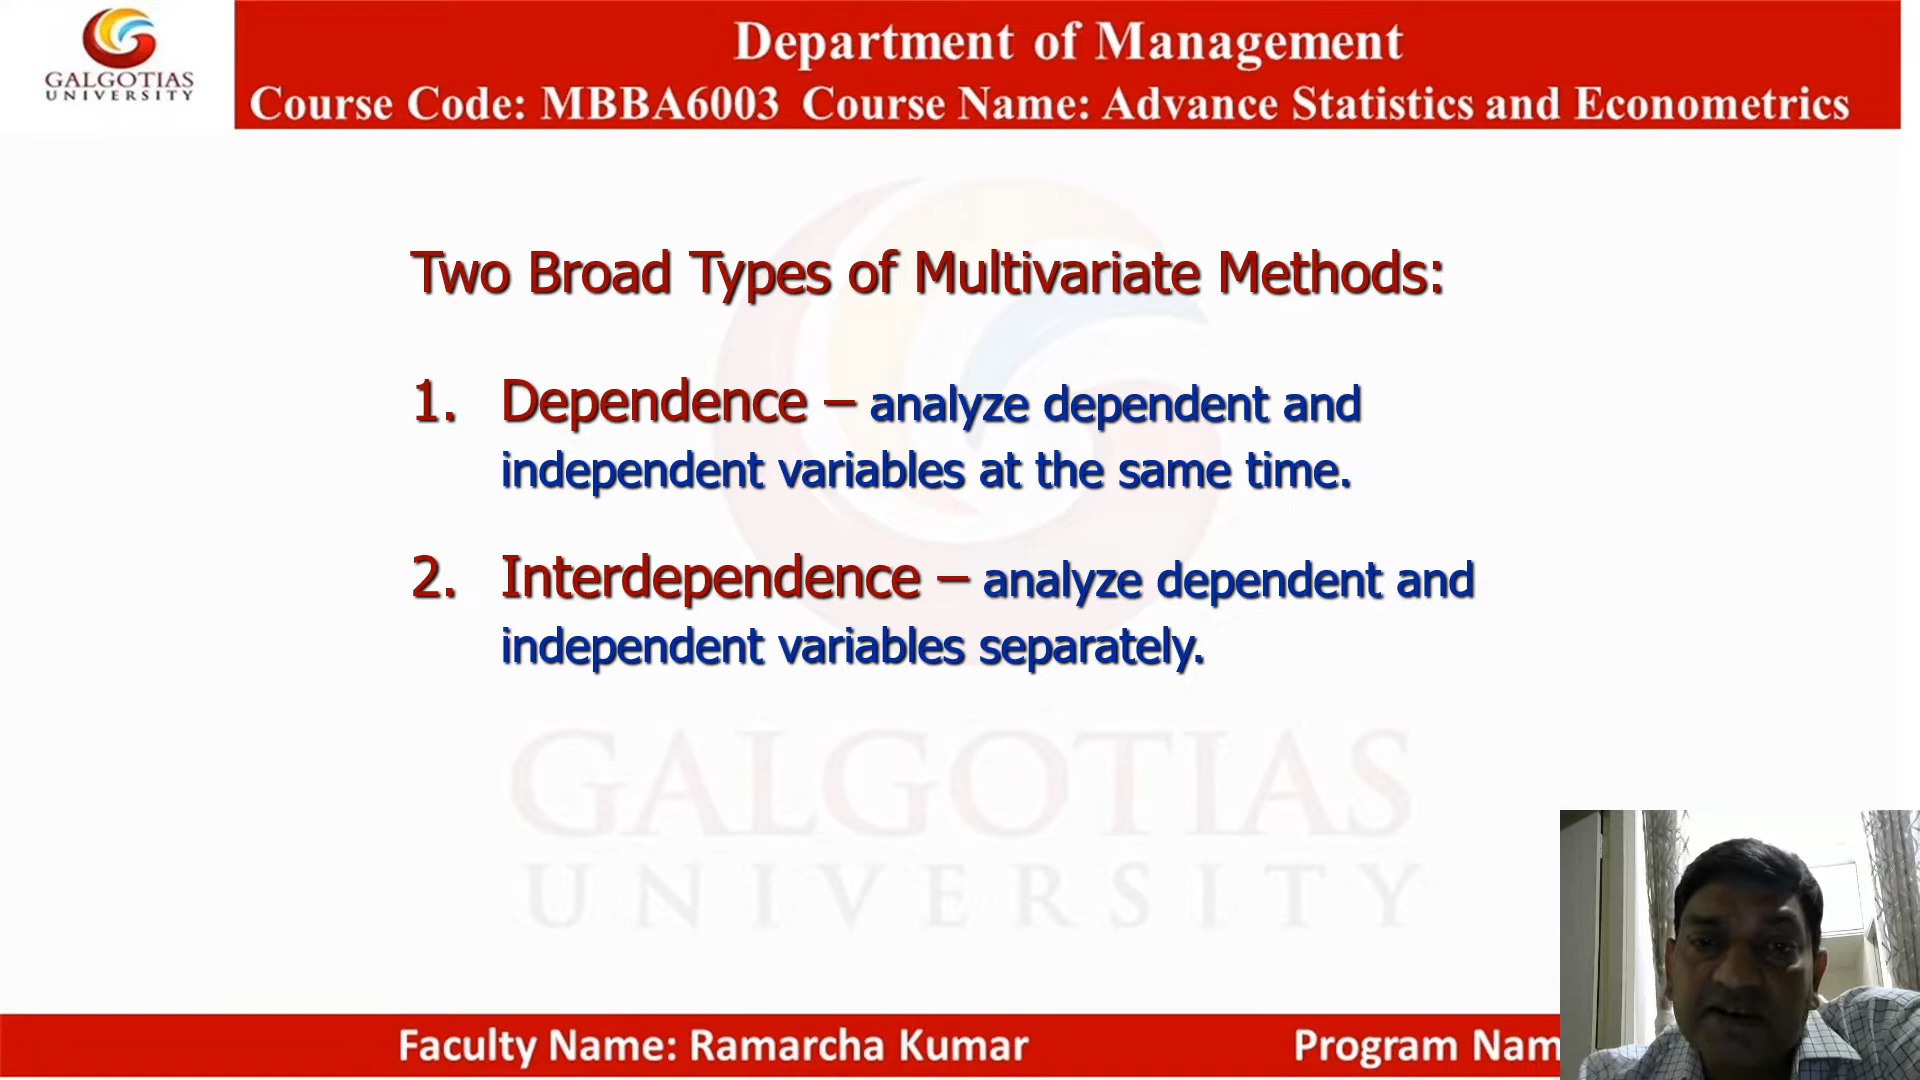 GALGOTIAS
UNIVERSITY
Department of Management
Course Code: MBBA6003 Course Name: Advance Statistics and Econometrics
Two Broad Types of Multivariate Methods:
1. Dependence – analyze dependent and
independent variables at the same time.
2. Interdependence – analyze dependent and
independent variables separately.
GALGOTIAS
UNIVERSITY
Faculty Name: Ramarcha Kumar
Program Nam